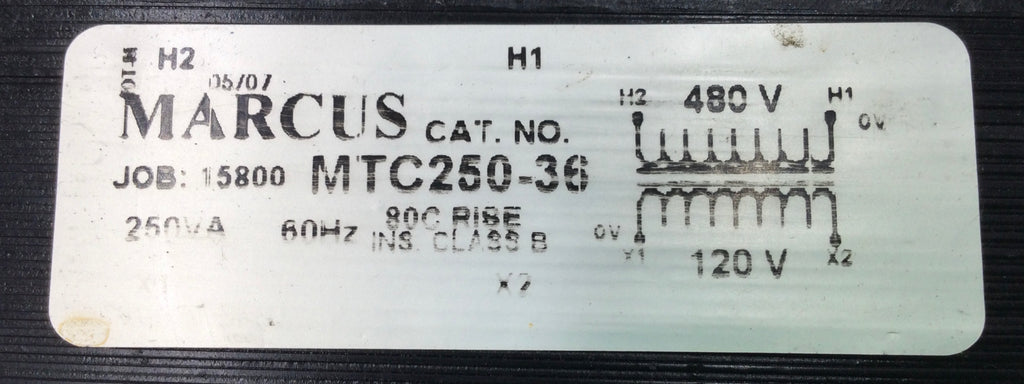 H2 H1
05/07
MARCUS CAT. NO.
JOB: 15800 MTC250-36
250VA 60Hz 80C RISE
INS. CLASS B
X1 X2
H2 480 V H1
0V
0V
X1 120 V X2